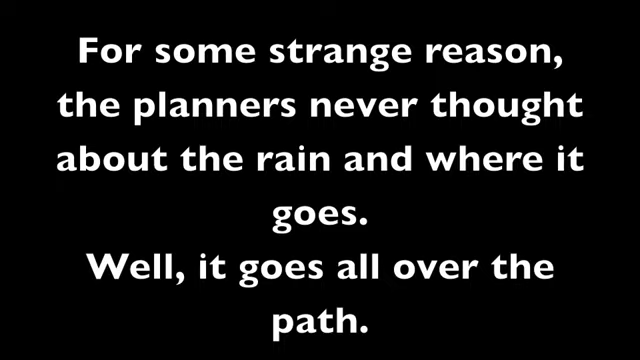 For some strange reason,
the planners never thought
about the rain and where it
goes.
Well, it goes all over the
path.